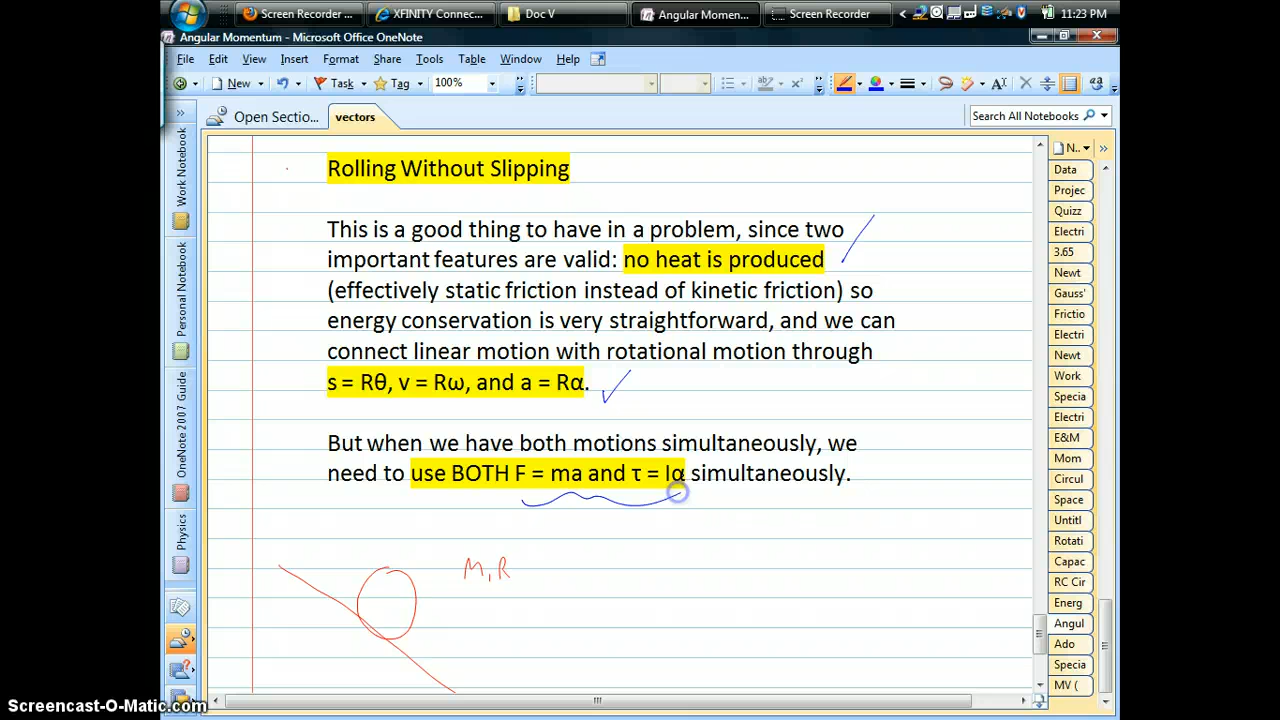 Screen Recorder ...
XFINITY Connec...
Doc V
Angular Momen...
Screen Recorder
11:23 PM
Angular Momentum - Microsoft Office OneNote
File Edit View Insert Format Share Tools Table Window Help
New Task Tag 100%
Open Sectio... vectors Search All Notebooks
Work Notebook
Personal Notebook
OneNote 2007 Guide
Physics
Rolling Without Slipping
This is a good thing to have in a problem, since two
important features are valid: no heat is produced
(effectively static friction instead of kinetic friction) so
energy conservation is very straightforward, and we can
connect linear motion with rotational motion through
s = Rθ, v = Rω, and a = Rα.
But when we have both motions simultaneously, we
need to use BOTH F = ma and τ = Iα simultaneously.
M, R
N..
Data
Projec
Quizz
Electri
3.65
Newt
Gauss'
Frictio
Electri
Newt
Work
Specia
Electri
E&M
Mom
Circul
Space
Untitl
Rotati
Capac
RC Cir
Energ
Angul
Ado
Specia
MV (
Screencast-O-Matic.com